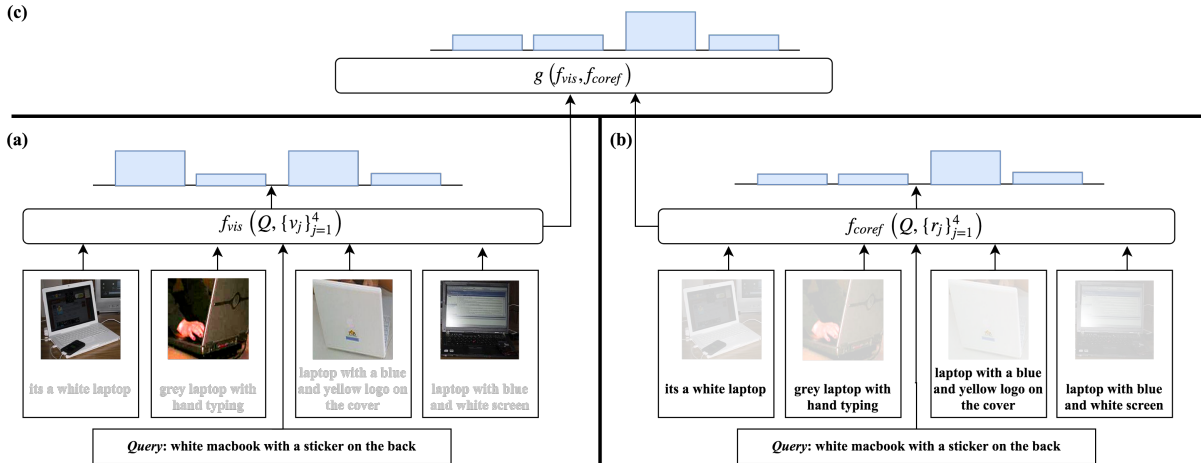 (c)
g (f_vis, f_coref)
(a)
f_vis (Q, {v_j}_{j=1}^4)
its a white laptop
grey laptop with
hand typing
laptop with a blue
and yellow logo on
the cover
laptop with blue
and white screen
Query: white macbook with a sticker on the back
(b)
f_coref (Q, {r_j}_{j=1}^4)
its a white laptop
grey laptop with
hand typing
laptop with a blue
and yellow logo on
the cover
laptop with blue
and white screen
Query: white macbook with a sticker on the back